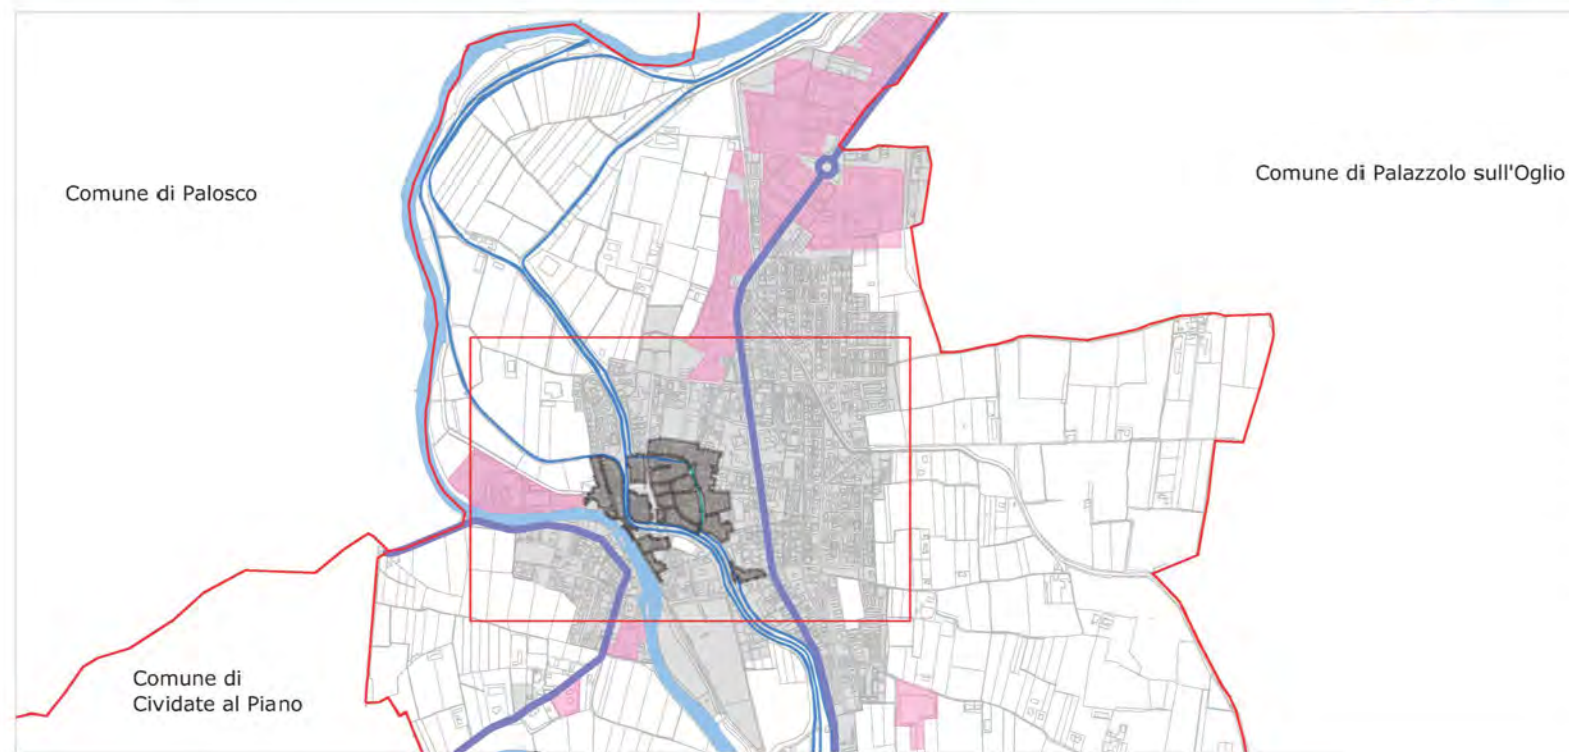 Comune di Palosco
Comune di Palazzolo sull'Oglio
Comune di
Cividate al Piano